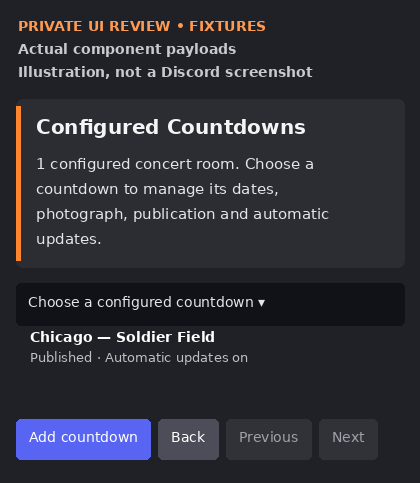 PRIVATE UI REVIEW • FIXTURES
Actual component payloads
Illustration, not a Discord screenshot
Configured Countdowns
1 configured concert room. Choose a
countdown to manage its dates,
photograph, publication and automatic
updates.
Choose a configured countdown ▾
Chicago — Soldier Field
Published · Automatic updates on
Add countdown Back Previous Next